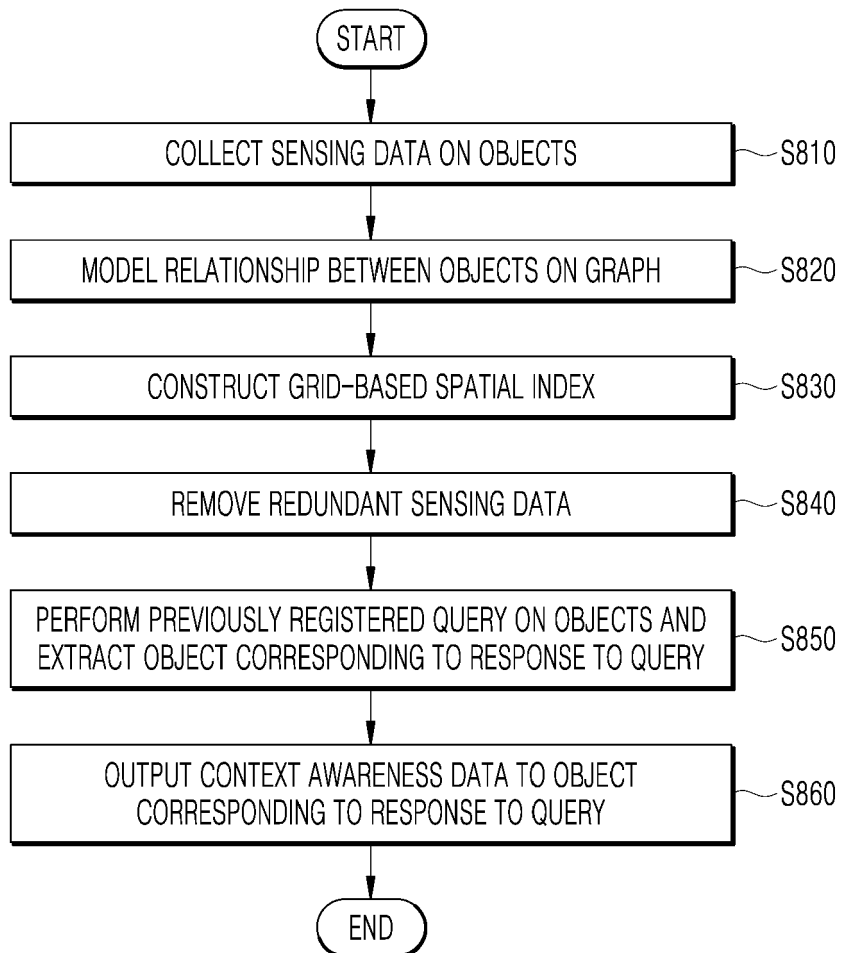 START
COLLECT SENSING DATA ON OBJECTS
S810
MODEL RELATIONSHIP BETWEEN OBJECTS ON GRAPH
S820
CONSTRUCT GRID-BASED SPATIAL INDEX
S830
REMOVE REDUNDANT SENSING DATA
S840
PERFORM PREVIOUSLY REGISTERED QUERY ON OBJECTS AND
EXTRACT OBJECT CORRESPONDING TO RESPONSE TO QUERY
S850
OUTPUT CONTEXT AWARENESS DATA TO OBJECT
CORRESPONDING TO RESPONSE TO QUERY
S860
END